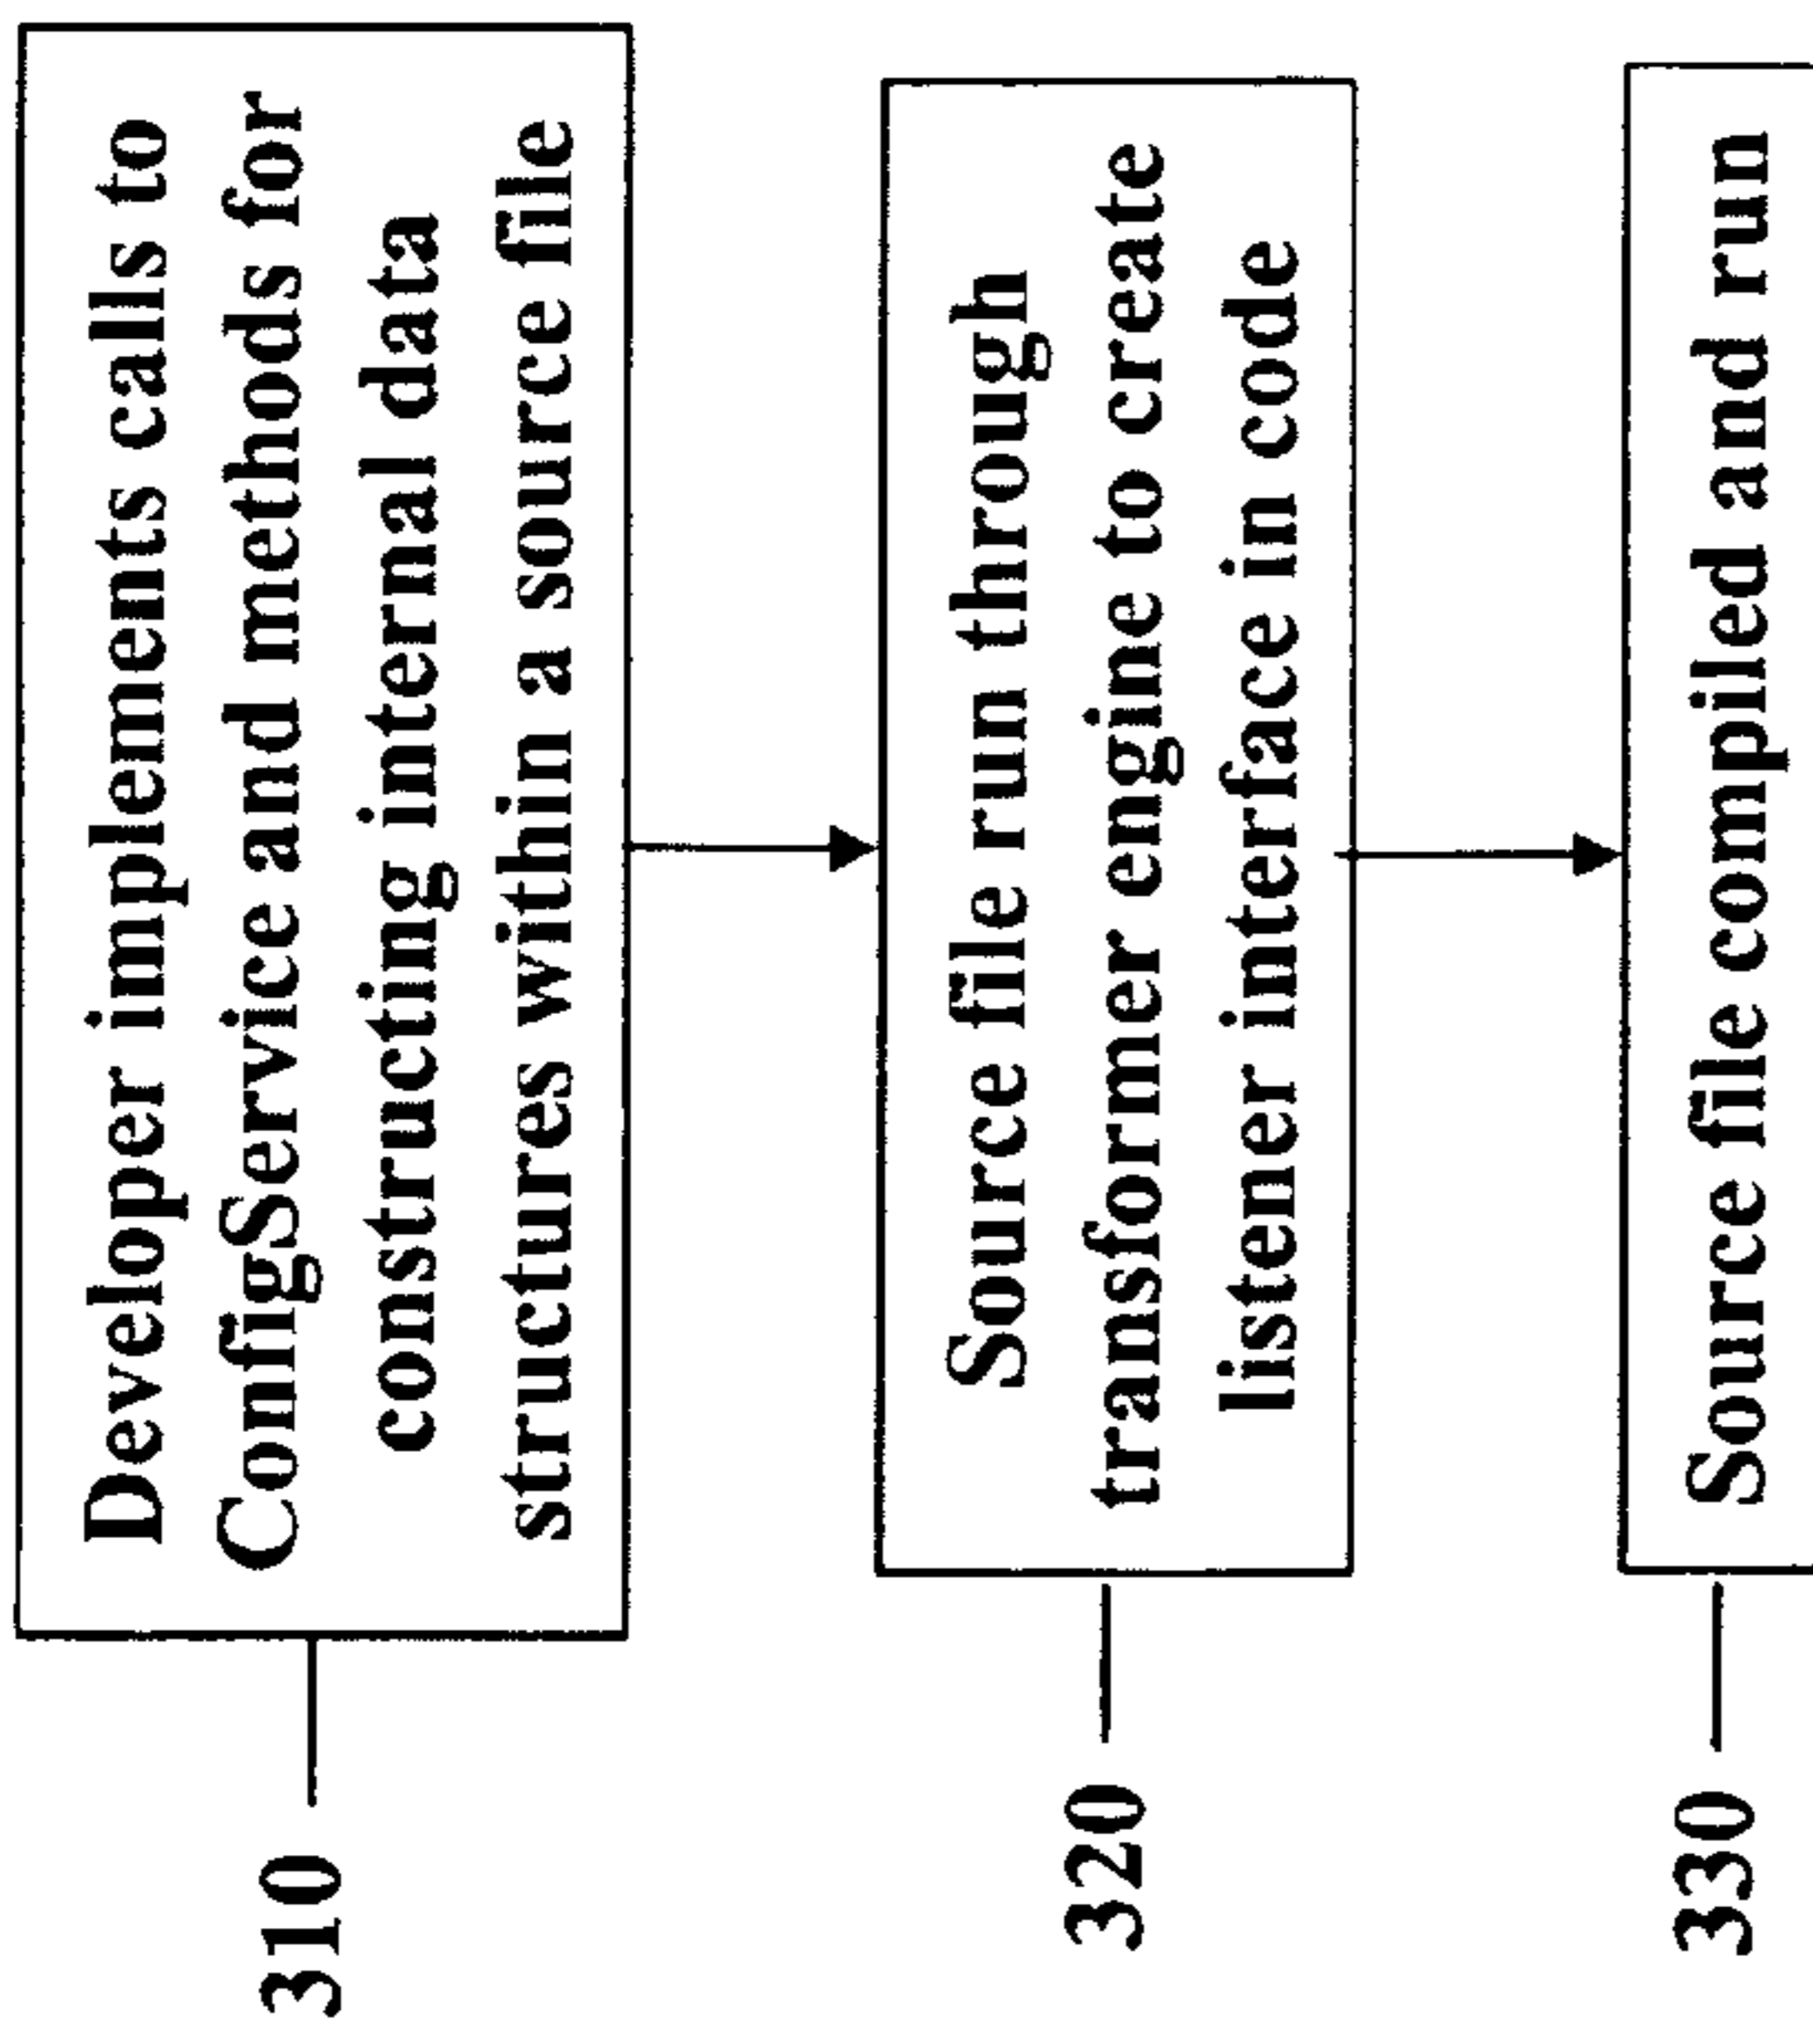 310
Developer implements calls to
ConfigService and methods for
constructing internal data
structures within a source file
320
Source file run through
transformer engine to create
listener interface in code
330
Source file compiled and run